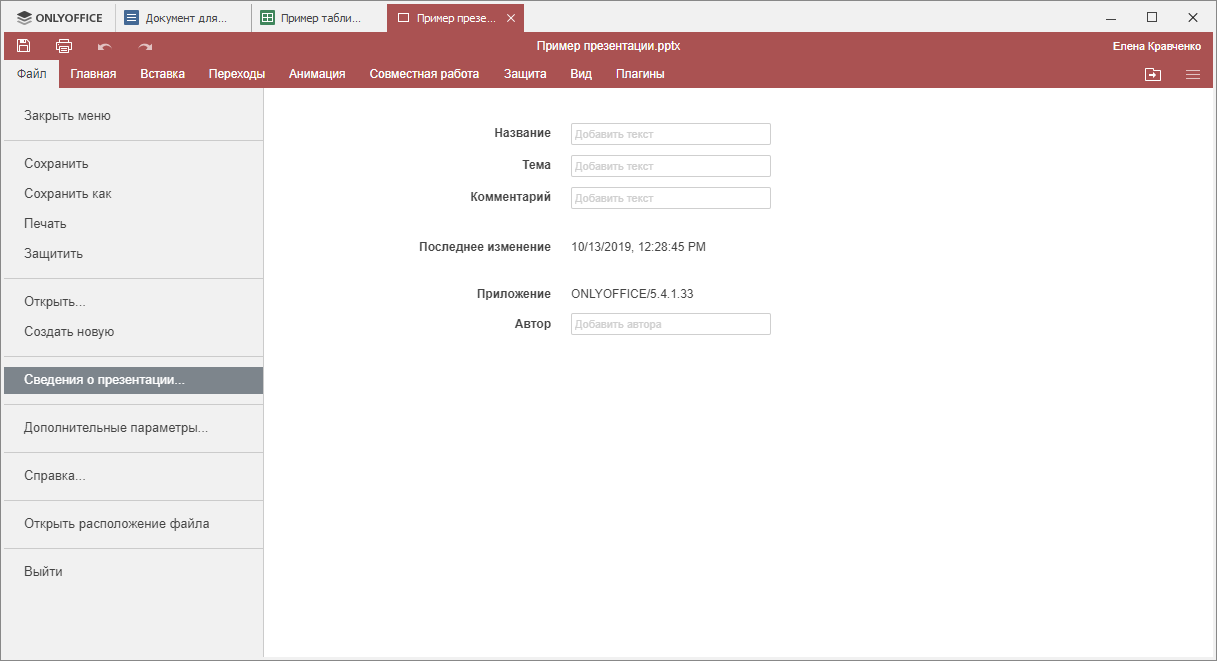 ONLYOFFICE
Документ для...
Пример табли...
Пример презе...
Пример презентации.pptx
Елена Кравченко
Файл
Главная
Вставка
Переходы
Анимация
Совместная работа
Защита
Вид
Плагины
Закрыть меню
Сохранить
Сохранить как
Печать
Защитить
Открыть...
Создать новую
Сведения о презентации...
Дополнительные параметры...
Справка...
Открыть расположение файла
Выйти
Название Добавить текст
Тема Добавить текст
Комментарий Добавить текст
Последнее изменение 10/13/2019, 12:28:45 PM
Приложение ONLYOFFICE/5.4.1.33
Автор Добавить автора